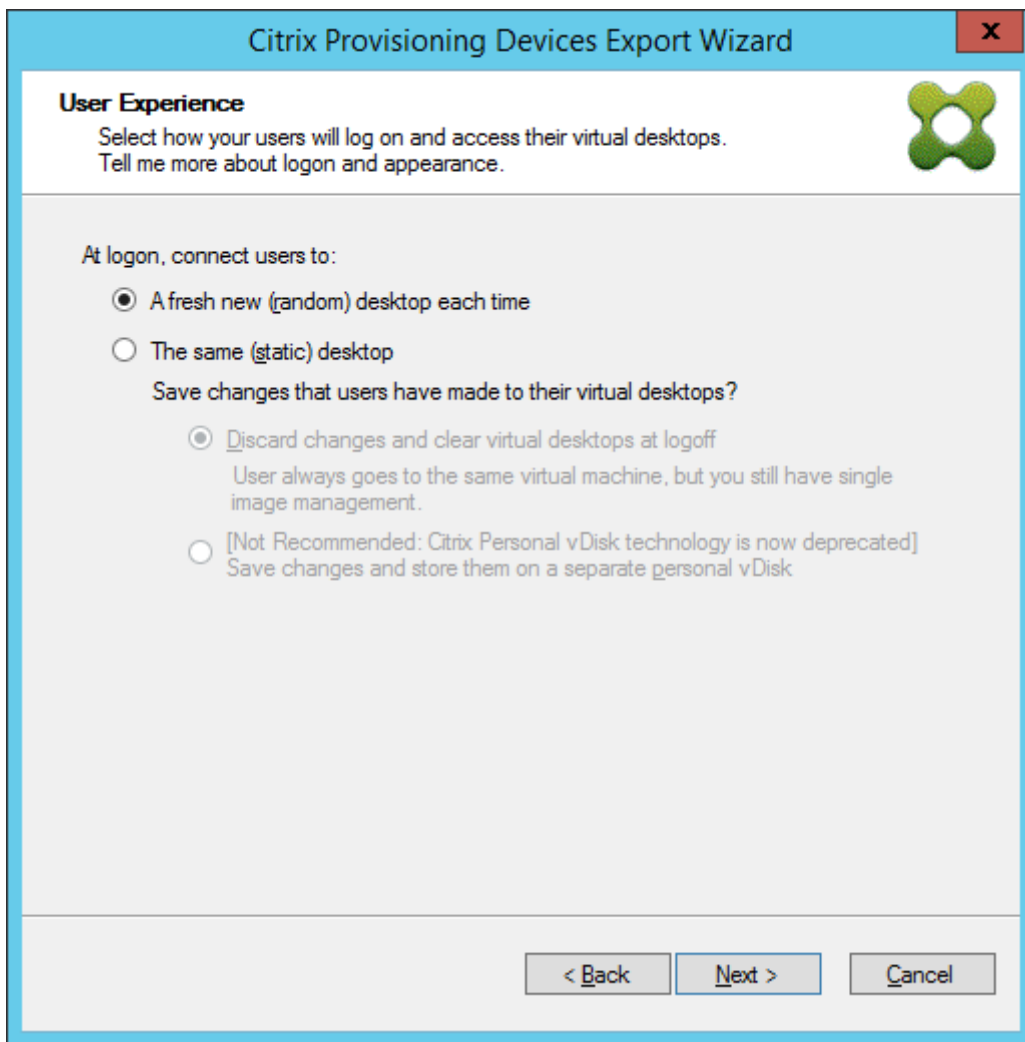 Citrix Provisioning Devices Export Wizard
x
User Experience
Select how your users will log on and access their virtual desktops.
Tell me more about logon and appearance.
At logon, connect users to:
A fresh new (random) desktop each time
The same (static) desktop
Save changes that users have made to their virtual desktops?
Discard changes and clear virtual desktops at logoff
User always goes to the same virtual machine, but you still have single
image management.
[Not Recommended: Citrix Personal vDisk technology is now deprecated]
Save changes and store them on a separate personal vDisk
< Back
Next >
Cancel